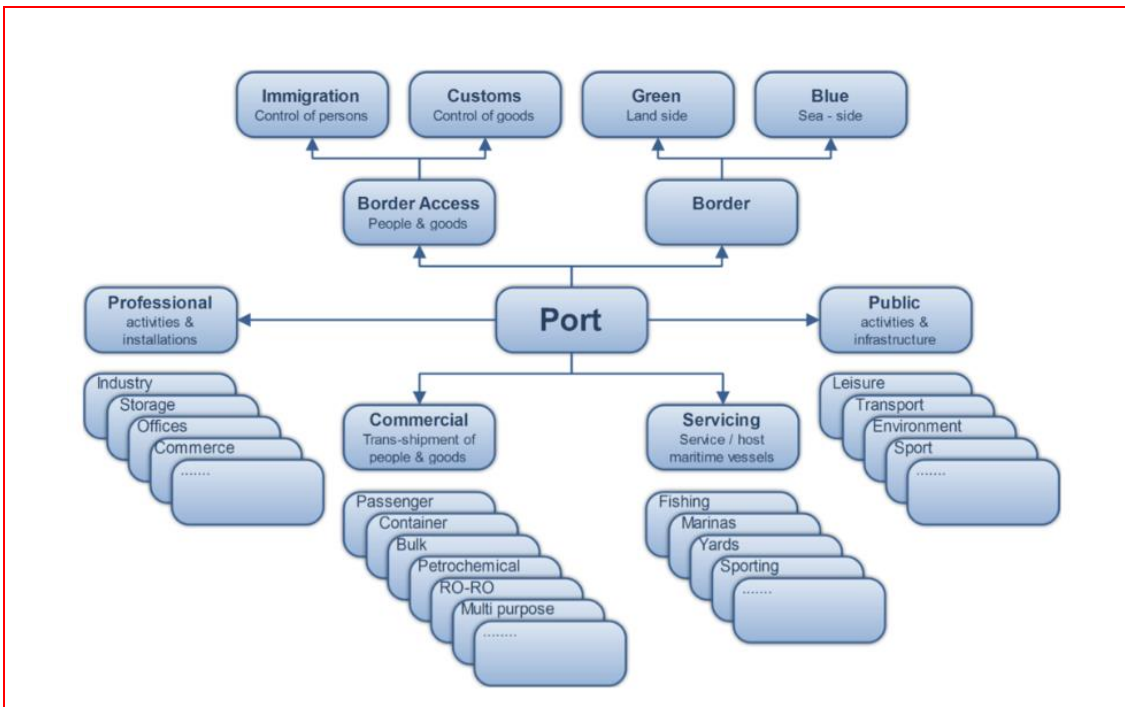 Immigration
Control of persons
Customs
Control of goods
Green
Land side
Blue
Sea - side
Border Access
People & goods
Border
Professional
activities &
installations
Port
Public
activities &
infrastructure
Industry
Storage
Offices
Commerce
.......
Commercial
Trans-shipment of
people & goods
Servicing
Service / host
maritime vessels
Leisure
Transport
Environment
Sport
.......
Passenger
Container
Bulk
Petrochemical
RO-RO
Multi purpose
........
Fishing
Marinas
Yards
Sporting
.......